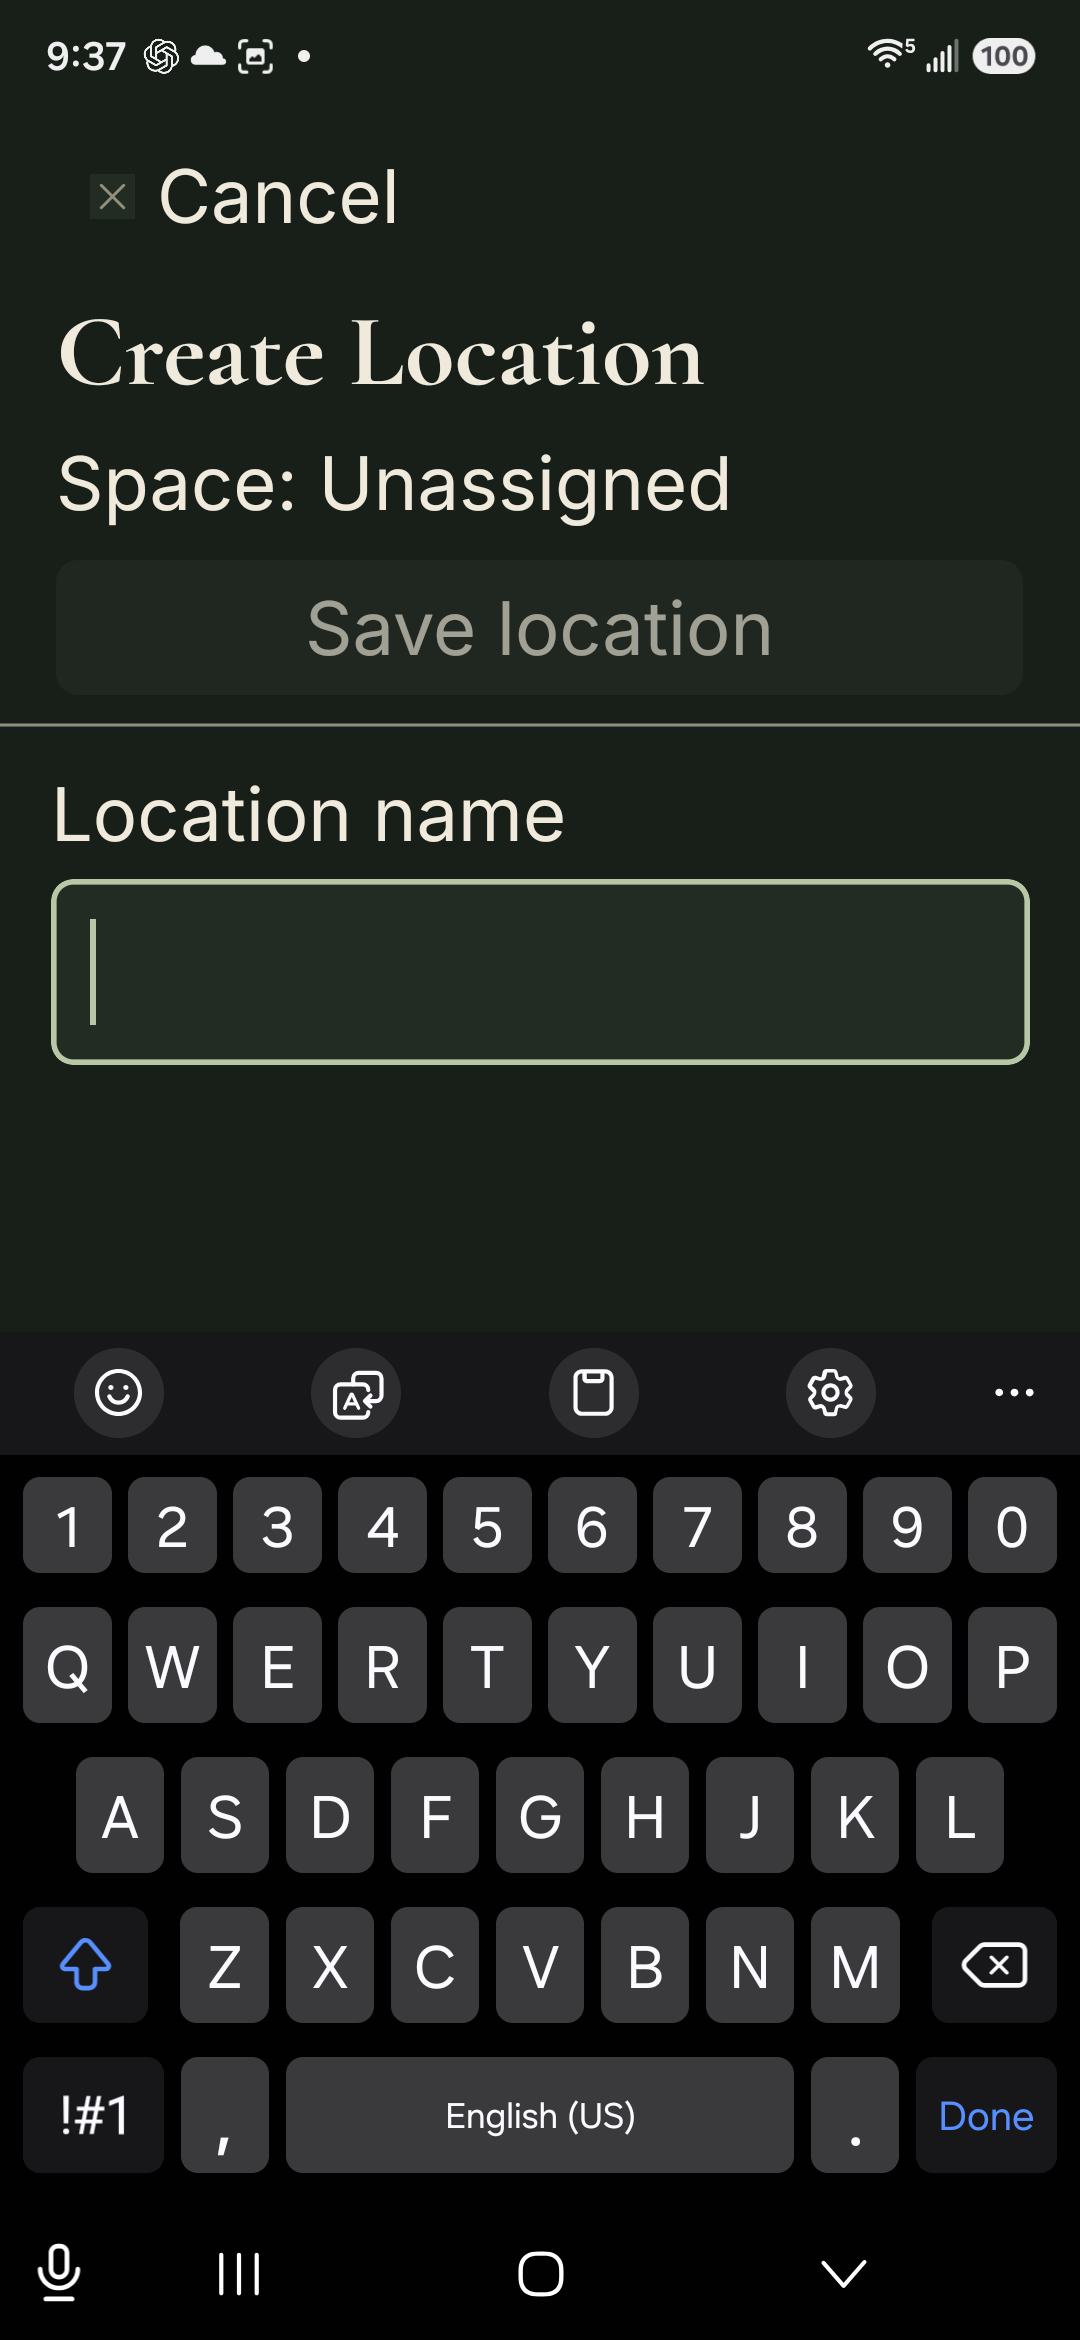 9:37 5 100
Cancel
Create Location
Space: Unassigned
Save location
Location name
A
1 2 3 4 5 6 7 8 9 0
Q W E R T Y U I O P
A S D F G H J K L
Z X C V B N M
!#1 , English (US) . Done